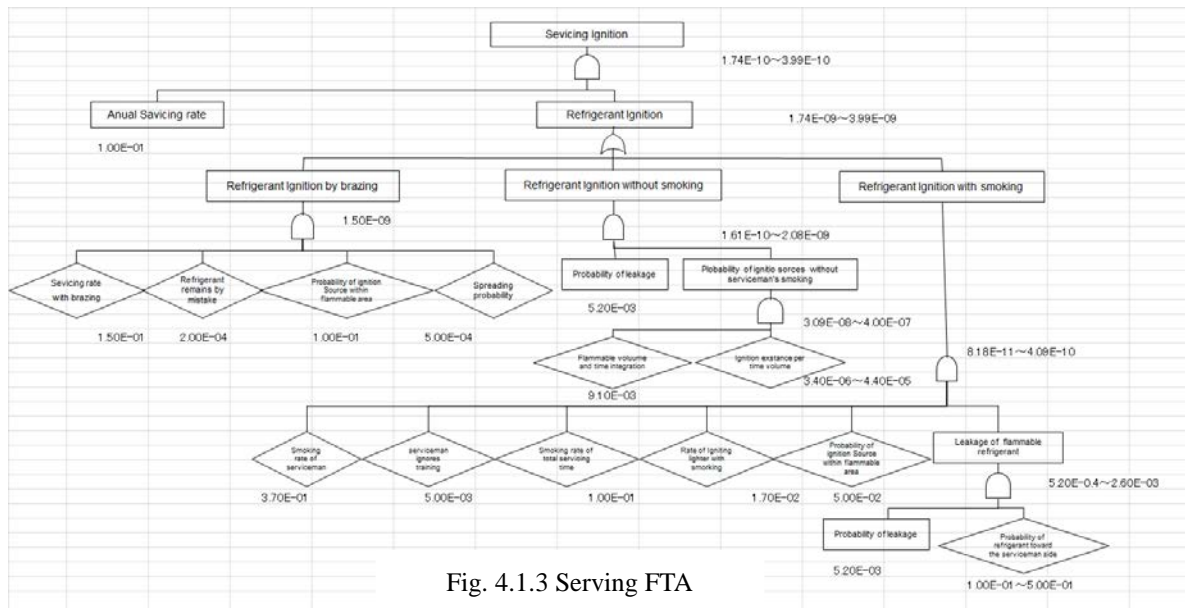 Sevicing Ignition
1.74E-10～3.99E-10
Anual Savicing rate
Refrigerant Ignition
1.74E-09～3.99E-09
1.00E-01
Refrigerant Ignition by brazing
Refrigerant Ignition without smoking
Refrigerant Ignition with smoking
1.50E-09
1.61E-10～2.08E-09
Sevicing rate
with brazing
Refrigerant
remains by
mistake
Probability of ignition
Source within
flammable area
Spreading
probability
Probability of leakage
Plobability of ignitio sorces without
serviceman's smoking
1.50E-01
2.00E-04
1.00E-01
5.00E-04
5.20E-03
3.09E-08～4.00E-07
Flammable voluume
and time integration
Ignition exstance per
time volume
8.18E-11～4.09E-10
3.40E-06～4.40E-05
9.10E-03
Smoking
rate of
serviceman
serviceman
ignores
training
Smoking rate of
total serviting
time
Rate of Igniting
lighter with
smorking
Probability of
ignition Source
within flammable
area
Leakage of flammable
refrigerant
3.70E-01
5.00E-03
1.00E-01
1.70E-02
5.00E-02
5.20E-0.4～2.60E-03
Probability of leakage
Probability of
refrigerant toward
the serviceman side
5.20E-03
1.00E-01～5.00E-01
Fig. 4.1.3 Serving FTA